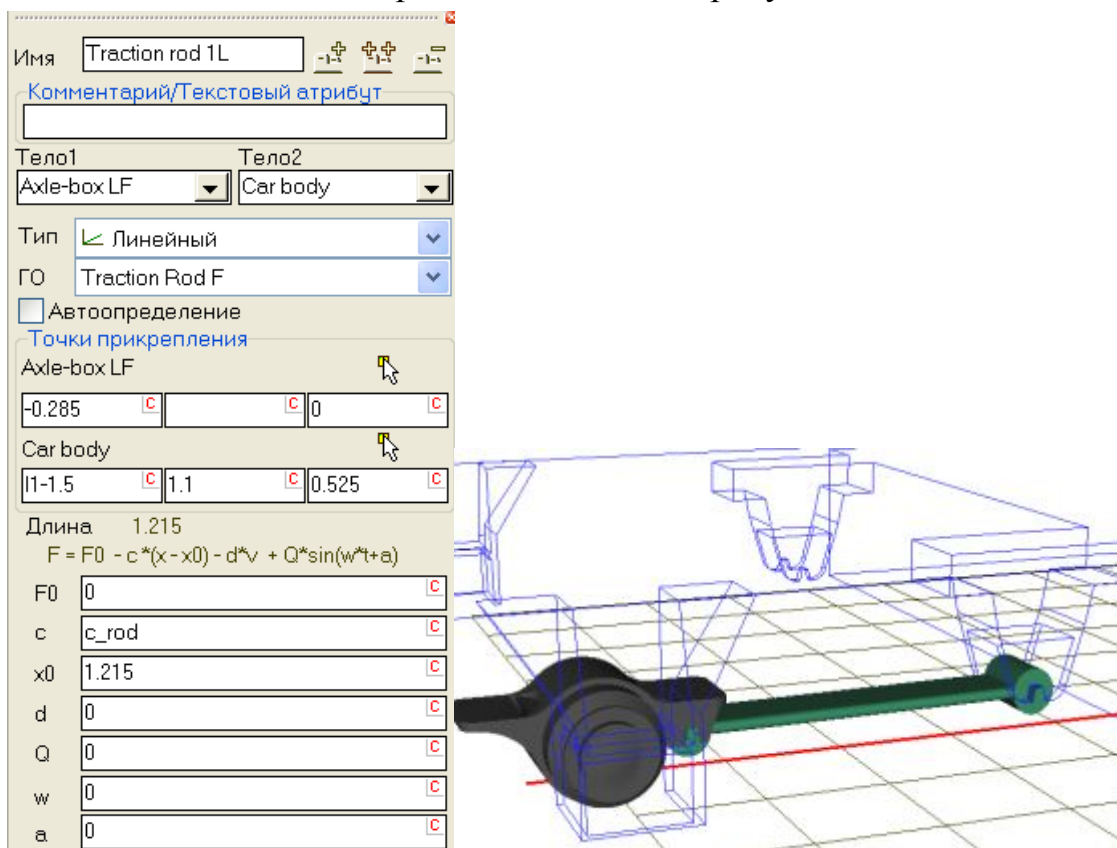 Имя Traction rod 1L
Комментарий/Текстовый атрибут
Тело1 Тело2
Axle-box LF Car body
Тип Линейный
ГО Traction Rod F
Автоопределение
Точки прикрепления
Axle-box LF
-0.285 C C 0 C
Car body
l1-1.5 C 1.1 C 0.525 C
Длина 1.215
F = F0 - c*(x - x0) - d*v + Q*sin(w*t+a)
F0 0 C
c c_rod C
x0 1.215 C
d 0 C
Q 0 C
w 0 C
a 0 C